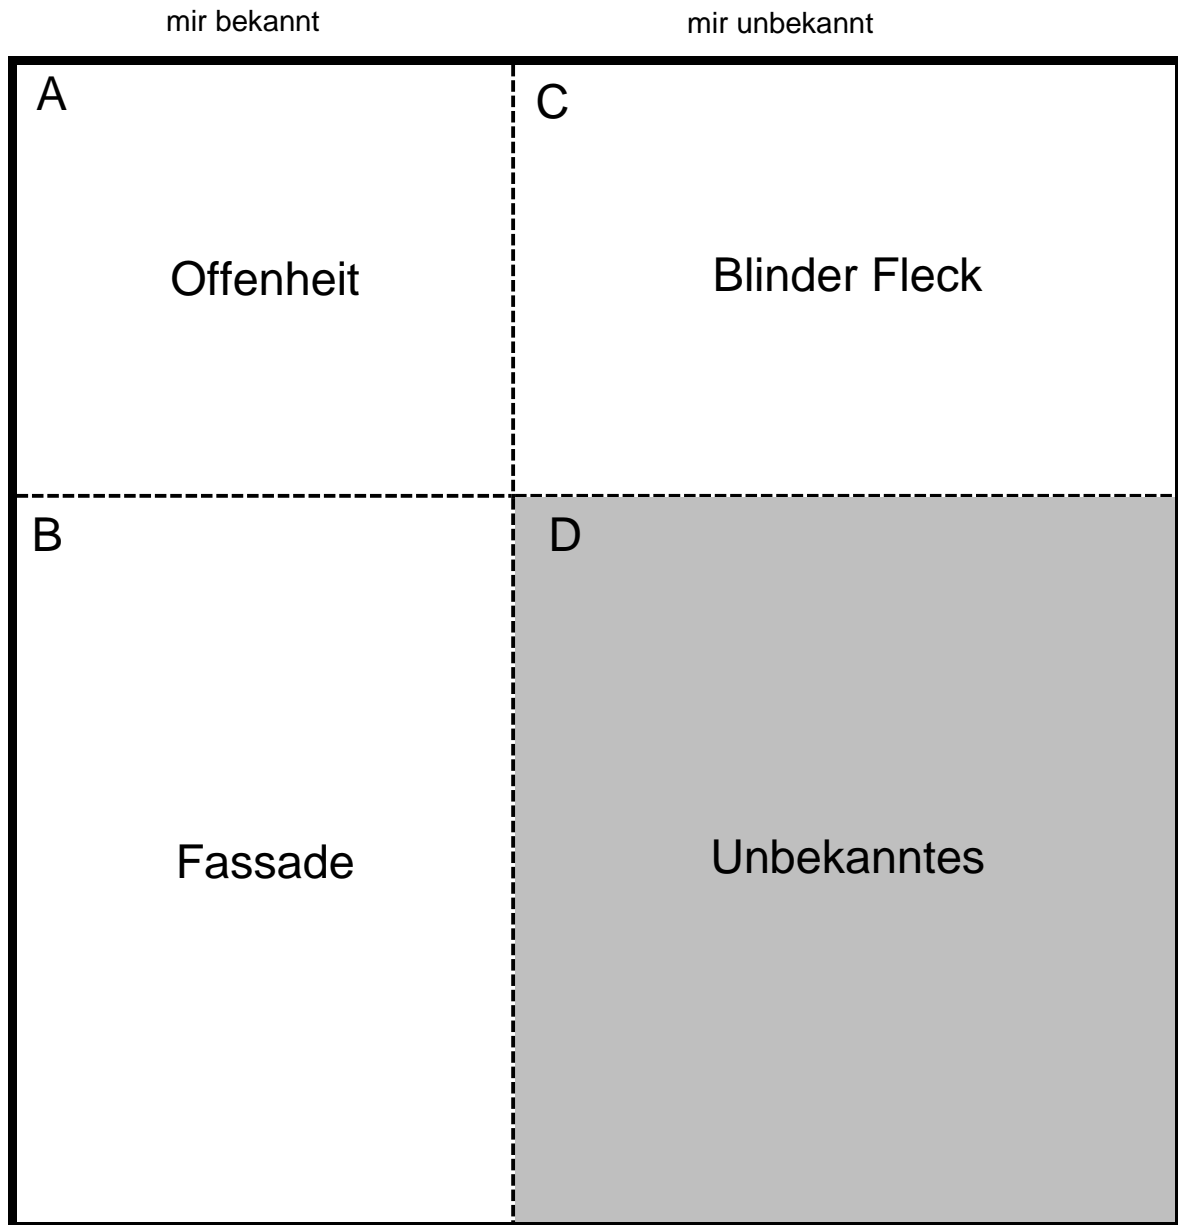 mir bekannt
mir unbekannt
A
C
Offenheit
Blinder Fleck
B
D
Fassade
Unbekanntes